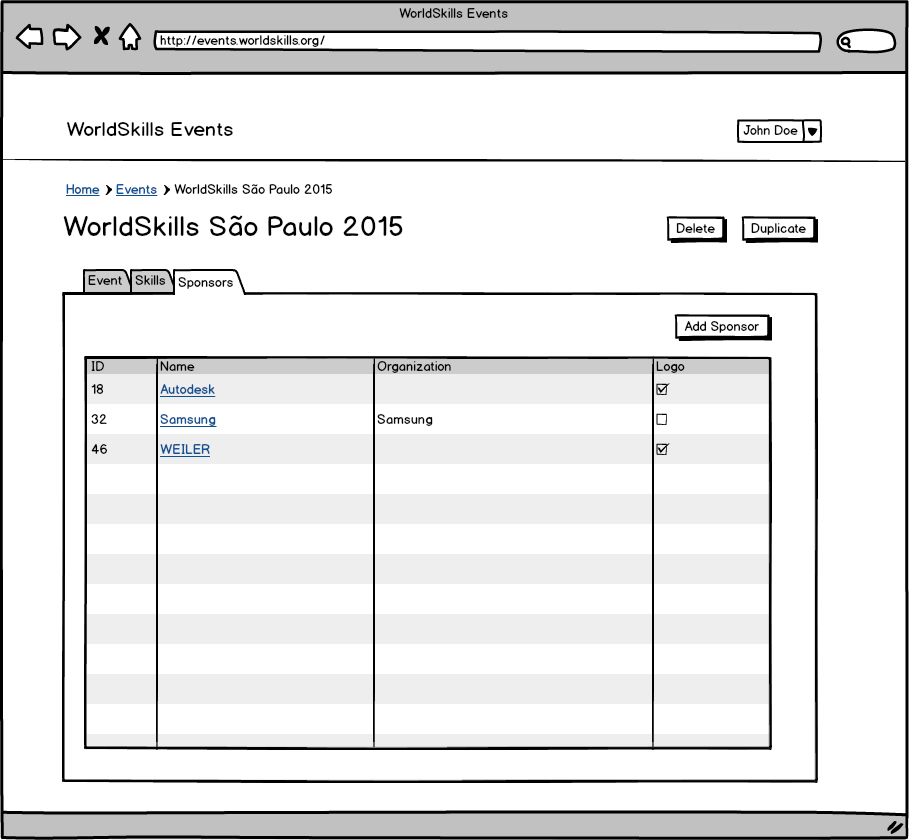 WorldSkills Events
http://events.worldskills.org/
WorldSkills Events
John Doe
Home Events WorldSkills São Paulo 2015
WorldSkills São Paulo 2015
Delete Duplicate
Event Skills Sponsors
Add Sponsor
ID Name Organization Logo
18 Autodesk
32 Samsung Samsung
46 WEILER